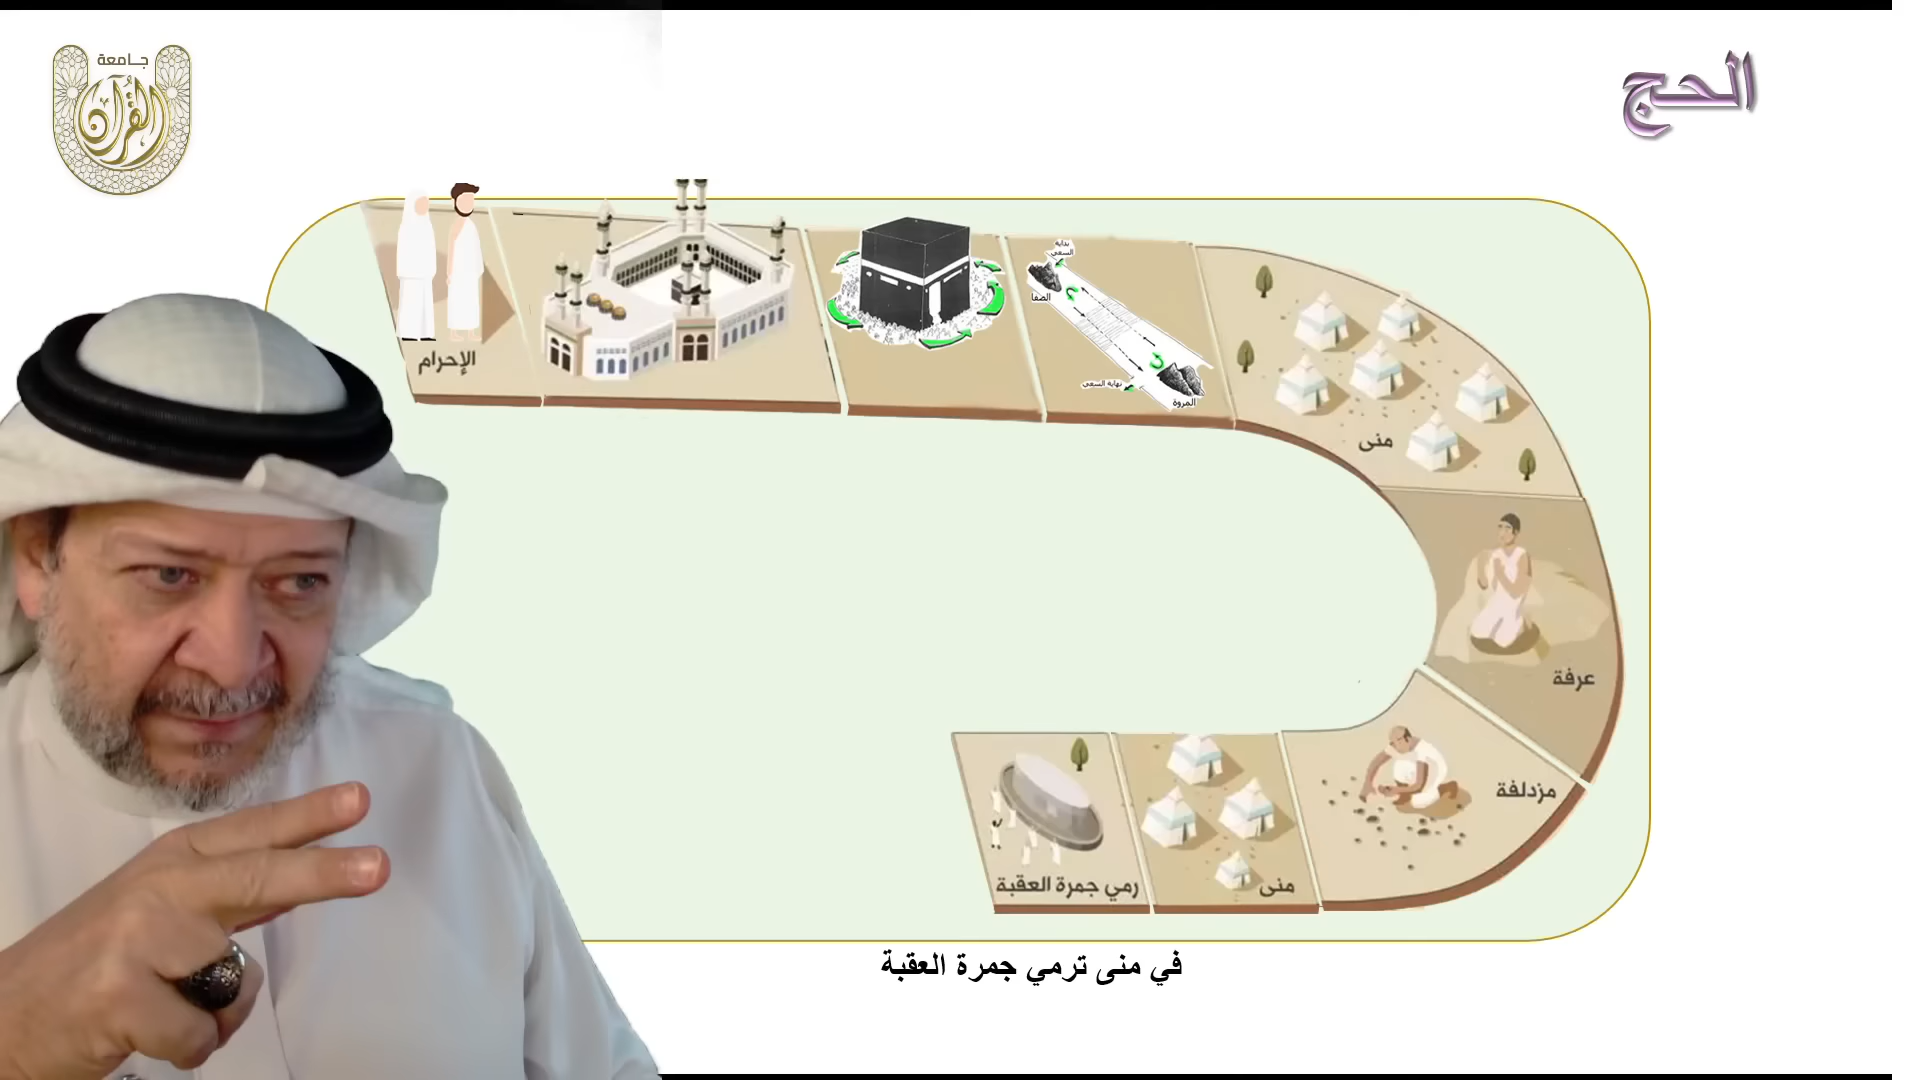 جامعة
القرآن
الحج
الإحرام
بداية
السعي
الصفا
نهاية السعي
المروة
منى
عرفة
مزدلفة
منى
رمي جمرة العقبة
في منى ترمي جمرة العقبة